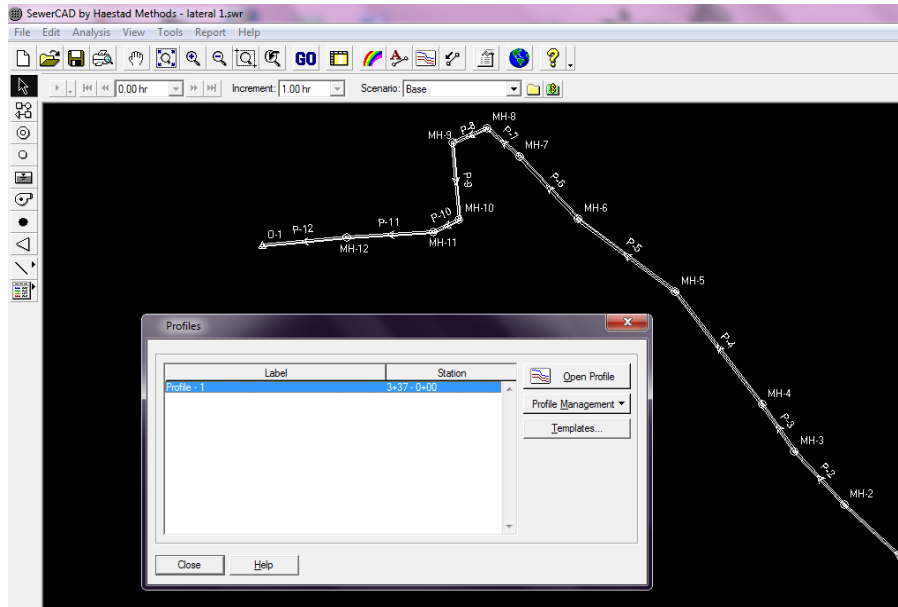 SewerCAD by Haestad Methods - lateral 1.swr
File Edit Analysis View Tools Report Help
GO
0.00 hr Increment: 1.00 hr Scenario: Base
MH-8
P-8
P-7
MH-9
MH-7
P-9
P-6
P-10
MH-10
MH-6
O-1
P-12
P-11
MH-12
MH-11
P-5
MH-5
P-4
MH-4
P-3
MH-3
P-2
MH-2
Profiles
Label Station
Profile - 1 3+37 - 0+00
Open Profile
Profile Management
Templates...
Close Help